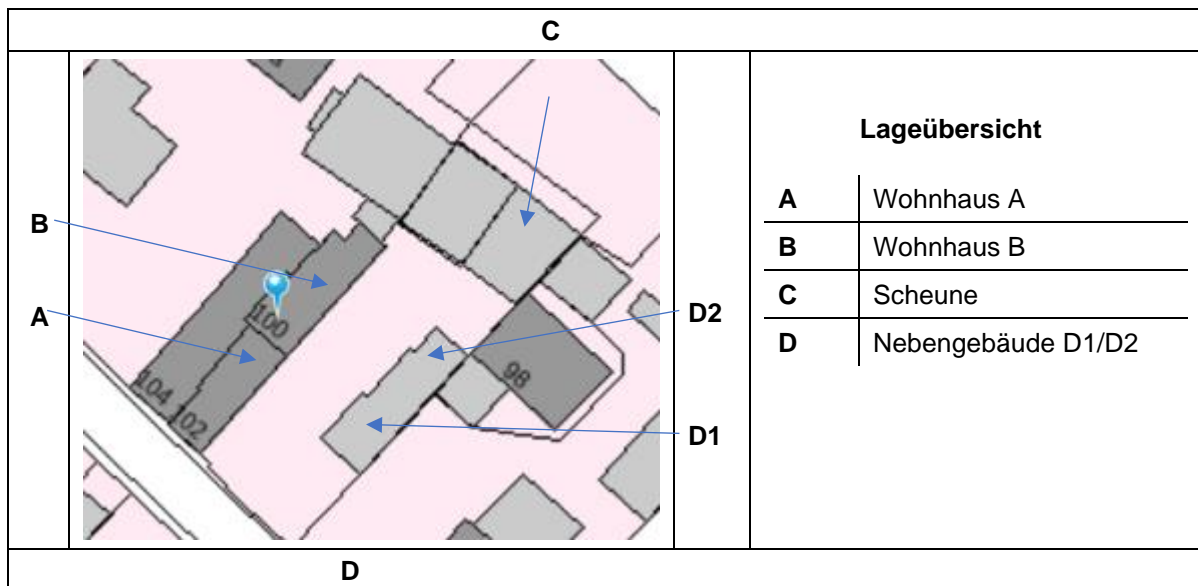 C
Lageübersicht
A Wohnhaus A
B Wohnhaus B
C Scheune
D Nebengebäude D1/D2
B
A
D2
D1
100
104
102
98
D